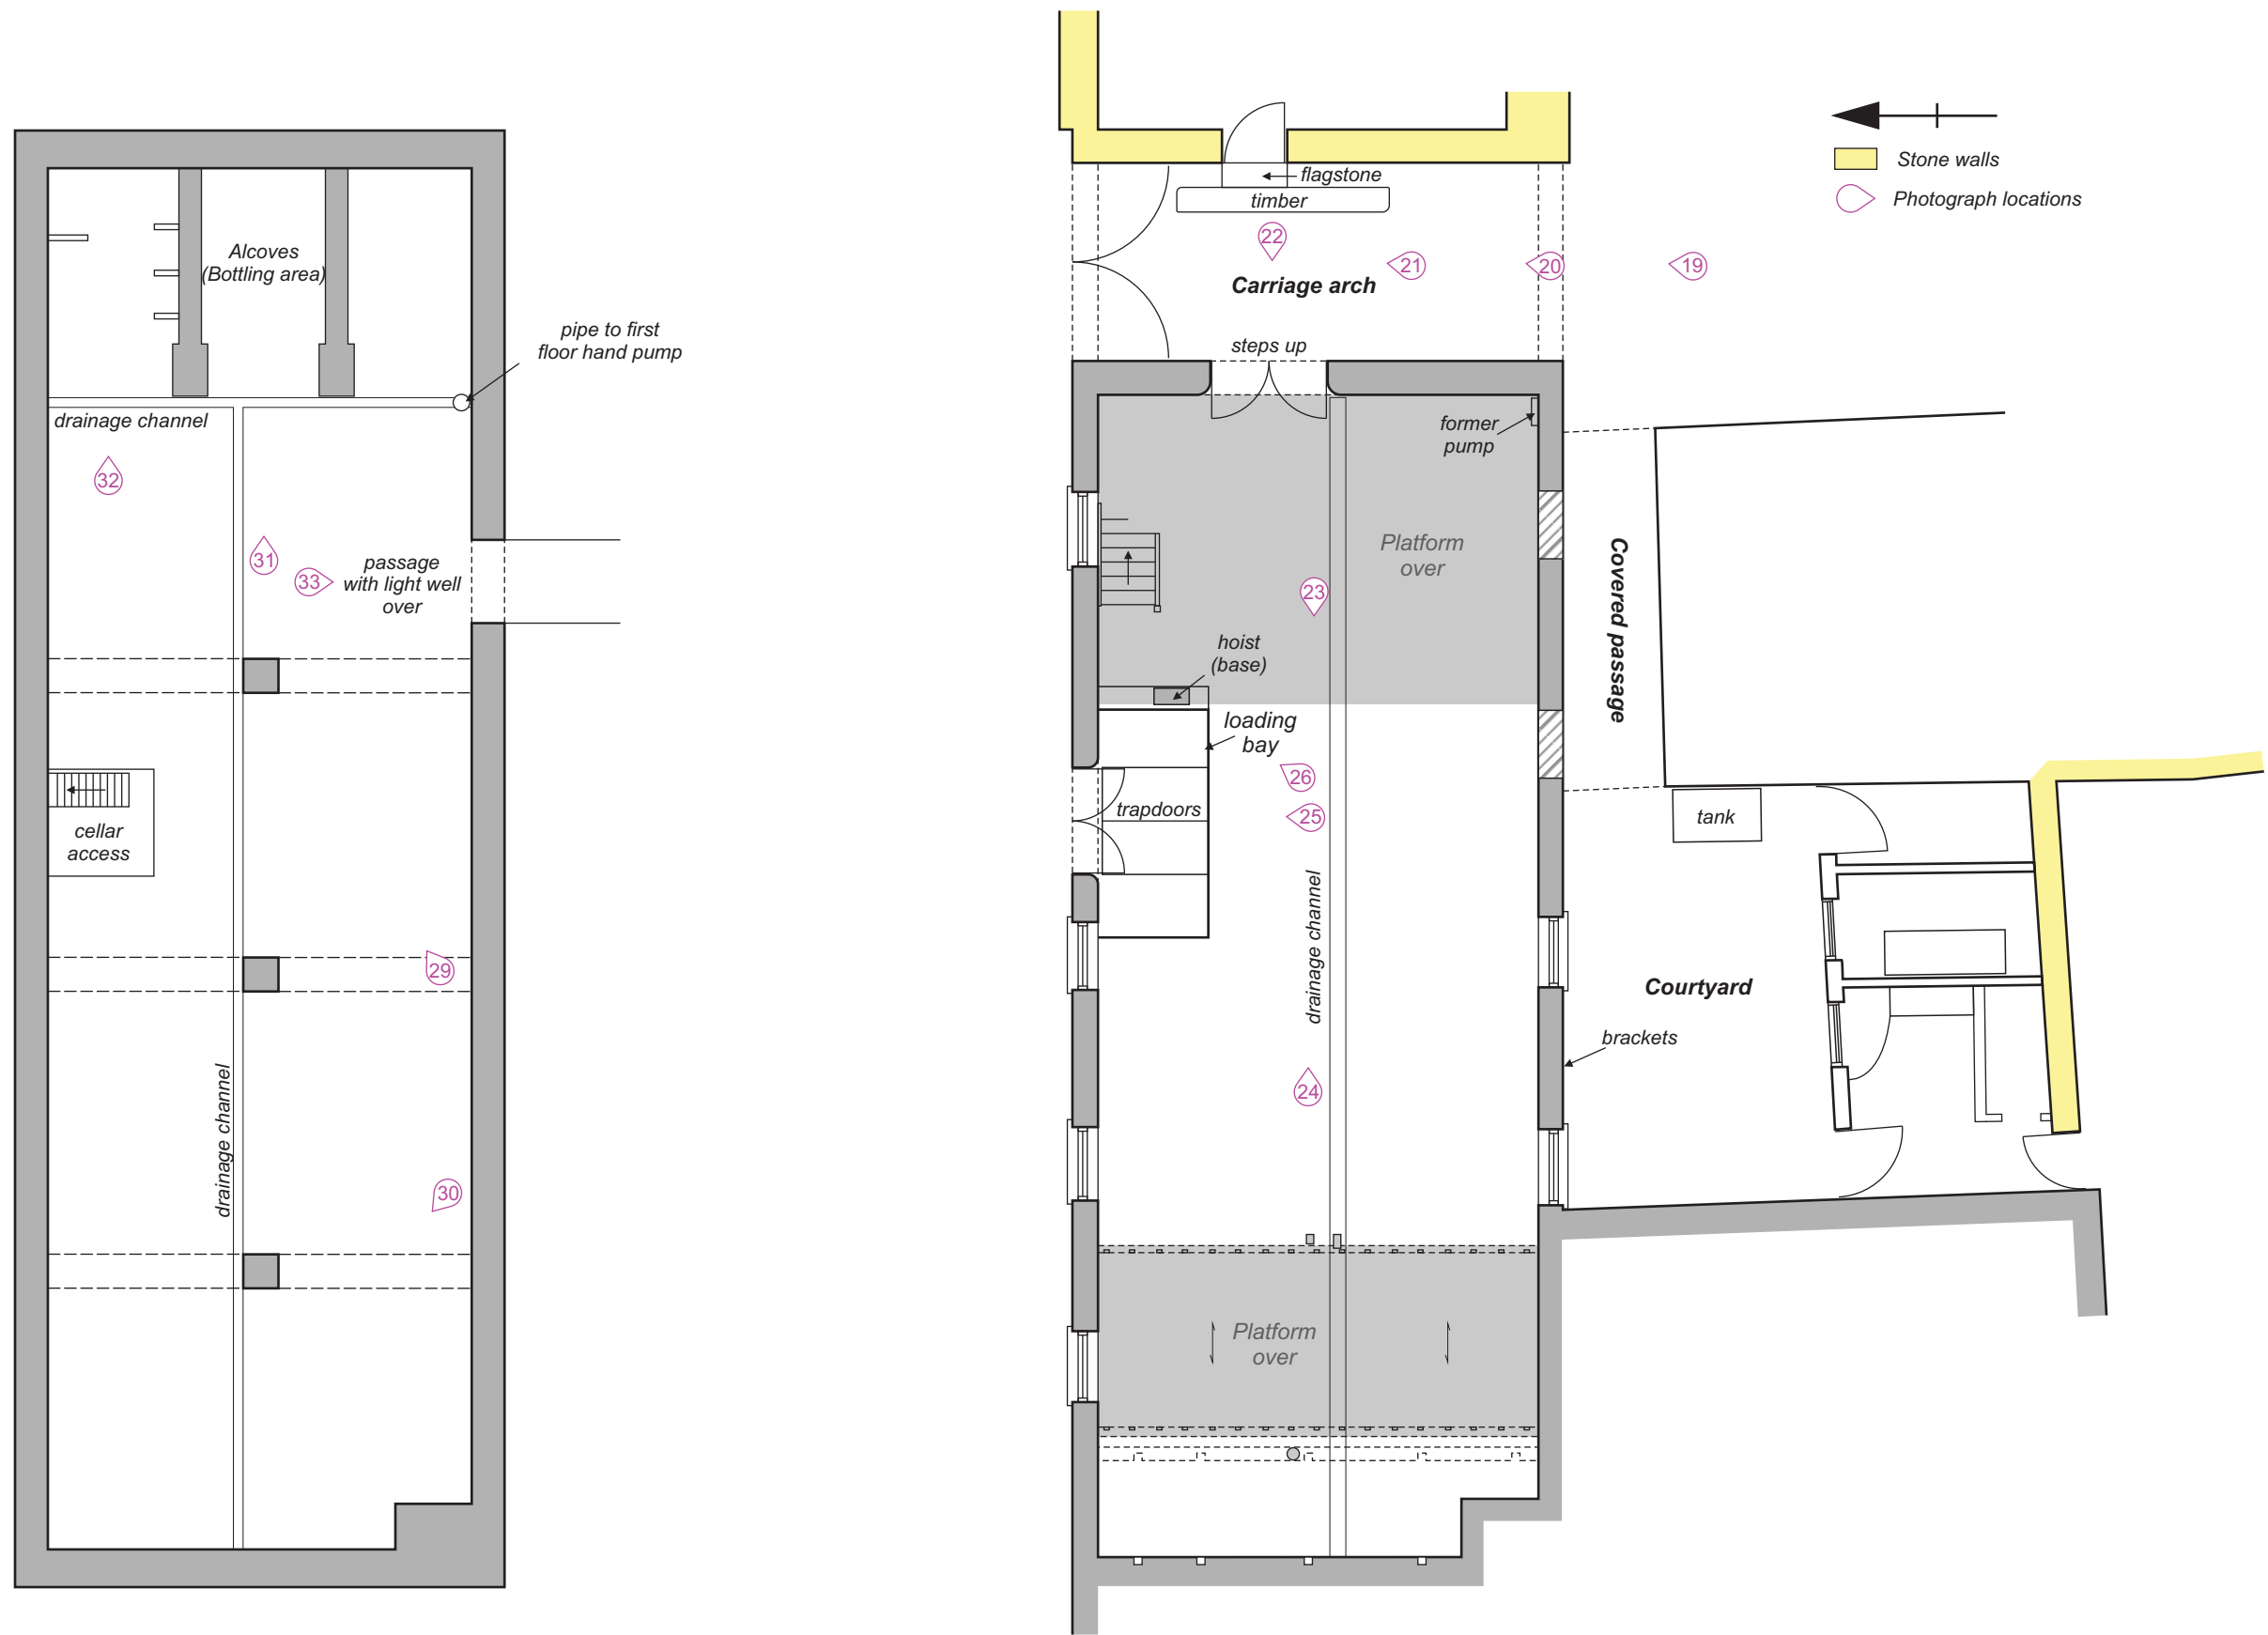 Alcoves
(Bottling area)
pipe to first
floor hand pump
drainage channel
32
31
33
passage
with light well
over
cellar
access
29
drainage channel
30
Stone walls
Photograph locations
flagstone
timber
22
21
20
19
Carriage arch
steps up
former
pump
Platform
over
23
hoist
(base)
Covered passage
loading
bay
26
trapdoors
25
tank
drainage channel
Courtyard
brackets
24
Platform
over